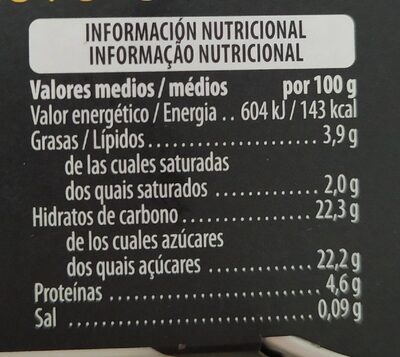 INFORMACIÓN NUTRICIONAL
INFORMAÇÃO NUTRICIONAL
Valores medios / médios por 100 g
Valor energético / Energia .. 604 kJ / 143 kcal
Grasas / Lípidos........................ 3,9 g
de las cuales saturadas
dos quais saturados ............... 2,0 g
Hidratos de carbono ............... 22,3 g
de los cuales azúcares
dos quais açúcares ................ 22,2 g
Proteínas ............................... 4,6 g
Sal ....................................... 0,09 g